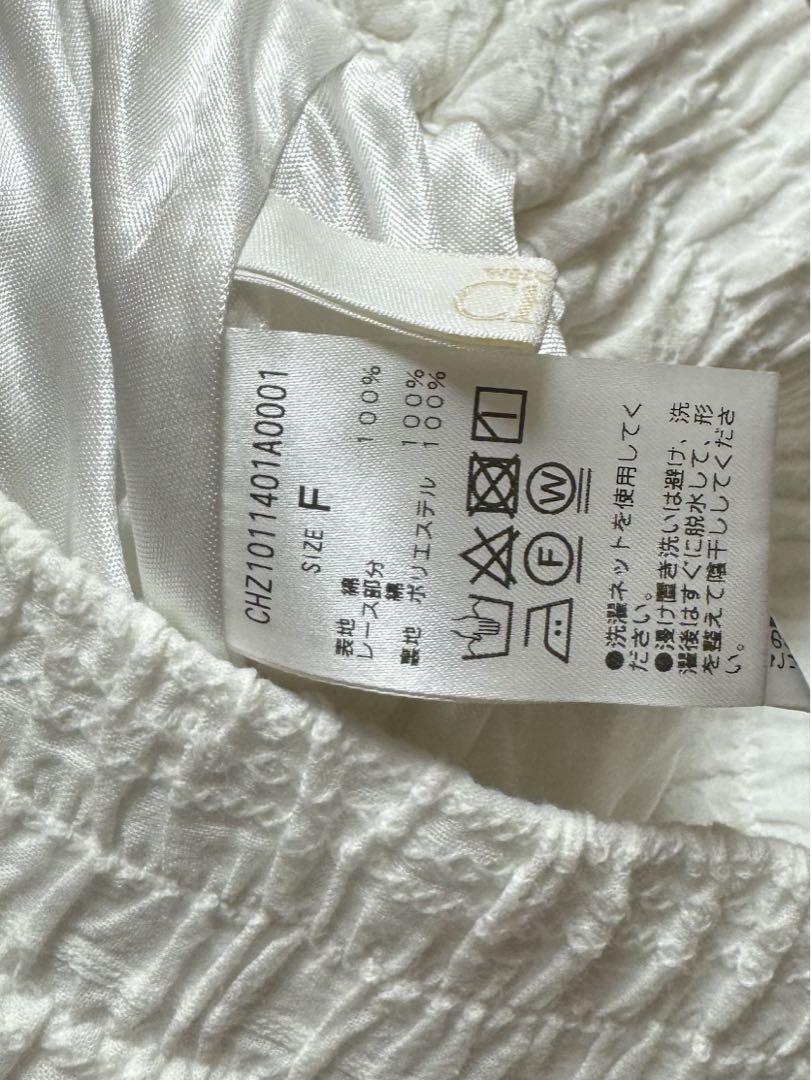 CHZ1011401A0001
SIZE F
表地 綿 100%
レース部分
綿 100%
裏地 ポリエステル 100%
F W
●洗濯ネットを使用してく
ださい。
●浸け置き洗いは避け、洗
濯後はすぐに脱水して、形
を整えて陰干ししてくださ
い。
この